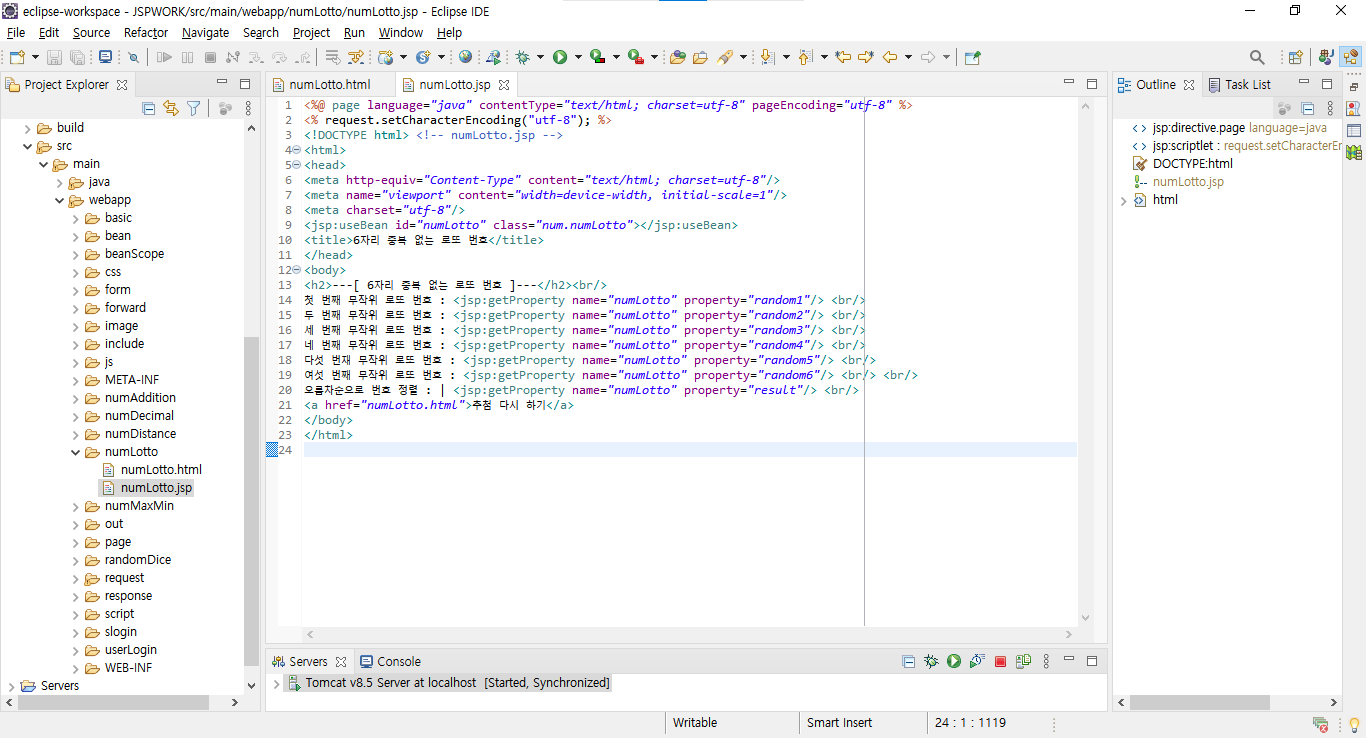 eclipse-workspace - JSPWORK/src/main/webapp/numLotto/numLotto.jsp - Eclipse IDE
File Edit Source Refactor Navigate Search Project Run Window Help
Project Explorer
build
src
main
java
webapp
basic
bean
beanScope
css
form
forward
image
include
js
META-INF
numAddition
numDecimal
numDistance
numLotto
numLotto.html
numLotto.jsp
numMaxMin
out
page
randomDice
request
response
script
slogin
userLogin
WEB-INF
Servers
numLotto.html numLotto.jsp
1 <%@ page language="java" contentType="text/html; charset=utf-8" pageEncoding="utf-8" %>
2 <% request.setCharacterEncoding("utf-8"); %>
3 <!DOCTYPE html> <!-- numLotto.jsp -->
4 <html>
5 <head>
6 <meta http-equiv="Content-Type" content="text/html; charset=utf-8"/>
7 <meta name="viewport" content="width=device-width, initial-scale=1"/>
8 <meta charset="utf-8"/>
9 <jsp:useBean id="numLotto" class="num.numLotto"></jsp:useBean>
10 <title>6자리 중복 없는 로또 번호</title>
11 </head>
12 <body>
13 <h2>---[ 6자리 중복 없는 로또 번호 ]---</h2><br/>
14 첫 번째 무작위 로또 번호 : <jsp:getProperty name="numLotto" property="random1"/> <br/>
15 두 번째 무작위 로또 번호 : <jsp:getProperty name="numLotto" property="random2"/> <br/>
16 세 번째 무작위 로또 번호 : <jsp:getProperty name="numLotto" property="random3"/> <br/>
17 네 번째 무작위 로또 번호 : <jsp:getProperty name="numLotto" property="random4"/> <br/>
18 다섯 번재 무작위 로또 번호 : <jsp:getProperty name="numLotto" property="random5"/> <br/>
19 여섯 번째 무작위 로또 번호 : <jsp:getProperty name="numLotto" property="random6"/> <br/> <br/>
20 오름차순으로 번호 정렬 : | <jsp:getProperty name="numLotto" property="result"/> <br/>
21 <a href="numLotto.html">추첨 다시 하기</a>
22 </body>
23 </html>
24
Servers Console
Tomcat v8.5 Server at localhost [Started, Synchronized]
Outline Task List
jsp:directive.page language=java
jsp:scriptlet : request.setCharacterEr
DOCTYPE:html
numLotto.jsp
html
Writable Smart Insert 24 : 1 : 1119